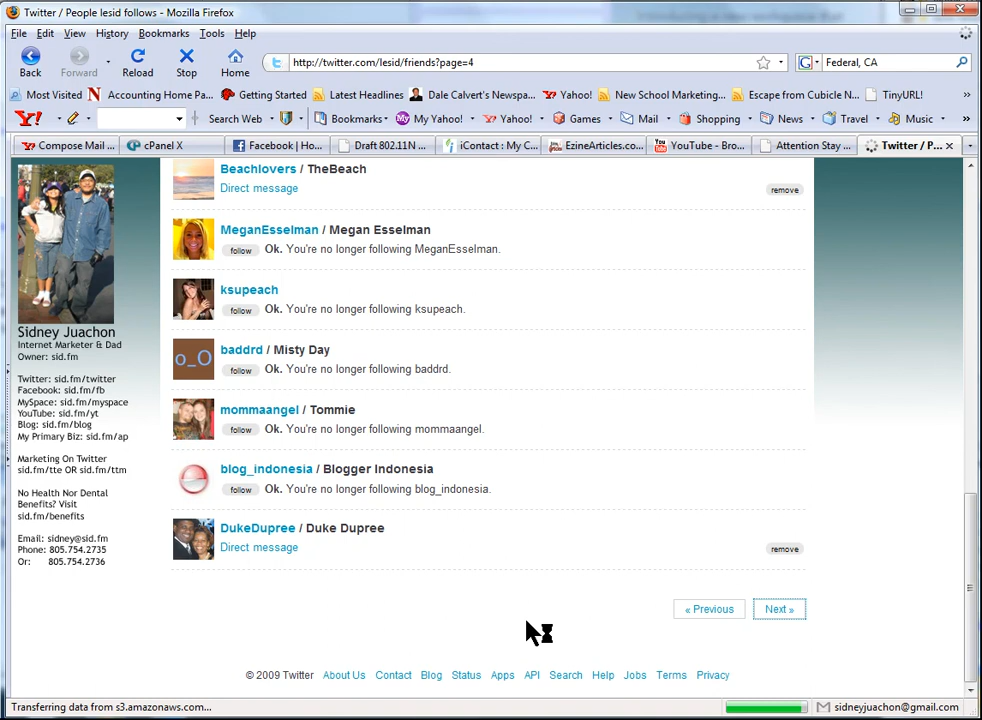 Twitter / People lesid follows - Mozilla Firefox
File Edit View History Bookmarks Tools Help
Back Forward Reload Stop Home http://twitter.com/lesid/friends?page=4 G Federal, CA
Most Visited N Accounting Home Pa... Getting Started Latest Headlines Dale Calvert's Newspa... Y! Yahoo! New School Marketing... Escape from Cubicle N... TinyURL! »
Y! Search Web Bookmarks My Yahoo! Y! Yahoo! Games Mail Shopping News Travel Music »
Y! Compose Mail ... cPanel X Facebook | Ho... Draft 802.11N ... iContact : My C... EzineArticles.co... YouTube - Bro... Attention Stay ... Twitter / P...
Beachlovers / TheBeach
Direct message remove
MeganEsselman / Megan Esselman
follow Ok. You're no longer following MeganEsselman.
ksupeach
follow Ok. You're no longer following ksupeach.
baddrd / Misty Day
o_O
follow Ok. You're no longer following baddrd.
mommaangel / Tommie
follow Ok. You're no longer following mommaangel.
blog_indonesia / Blogger Indonesia
follow Ok. You're no longer following blog_indonesia.
DukeDupree / Duke Dupree
Direct message remove
« Previous Next »
© 2009 Twitter About Us Contact Blog Status Apps API Search Help Jobs Terms Privacy
Sidney Juachon
Internet Marketer & Dad
Owner: sid.fm
Twitter: sid.fm/twitter
Facebook: sid.fm/fb
MySpace: sid.fm/myspace
YouTube: sid.fm/yt
Blog: sid.fm/blog
My Primary Biz: sid.fm/ap
Marketing On Twitter
sid.fm/tte OR sid.fm/ttm
No Health Nor Dental
Benefits? Visit
sid.fm/benefits
Email: sidney@sid.fm
Phone: 805.754.2735
Or: 805.754.2736
Transferring data from s3.amazonaws.com... sidneyjuachon@gmail.com